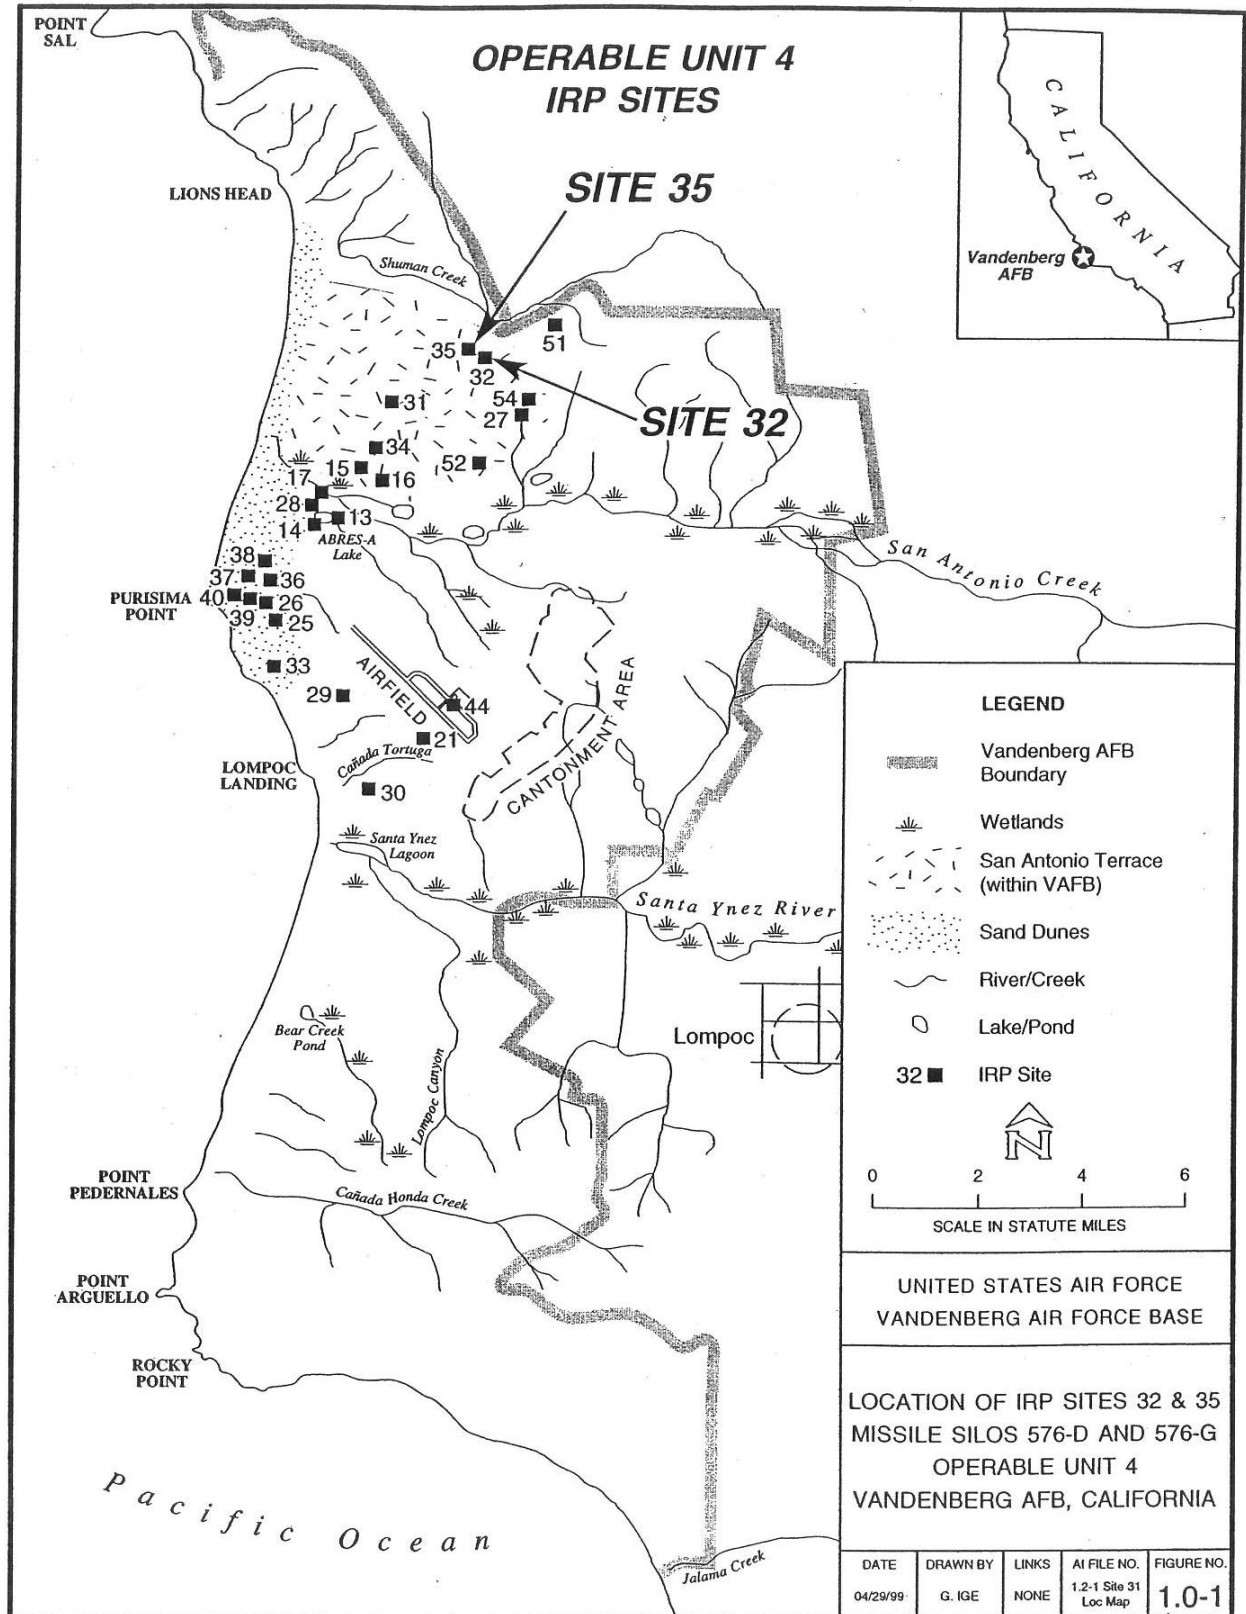 POINT
SAL
OPERABLE UNIT 4
IRP SITES
CALIFORNIA
Vandenberg
AFB
LIONS HEAD
SITE 35
Shuman Creek
51
35
32
31
54
27
SITE 32
34
15
16
52
17
28
14
13
ABRES-A
Lake
San Antonio Creek
38
37
36
40
39
26
25
PURISIMA
POINT
33
29
AIRFIELD
44
21
CANTONMENT AREA
Cañada Tortuga
LOMPOC
LANDING
30
Santa Ynez
Lagoon
Santa Ynez River
Bear Creek
Pond
Lompoc Canyon
Lompoc
POINT
PEDERNALES
Cañada Honda Creek
POINT
ARGUELLO
ROCKY
POINT
Pacific Ocean
Jalama Creek
LEGEND
Vandenberg AFB
Boundary
Wetlands
San Antonio Terrace
(within VAFB)
Sand Dunes
River/Creek
Lake/Pond
32 IRP Site
N
0 2 4 6
SCALE IN STATUTE MILES
UNITED STATES AIR FORCE
VANDENBERG AIR FORCE BASE
LOCATION OF IRP SITES 32 & 35
MISSILE SILOS 576-D AND 576-G
OPERABLE UNIT 4
VANDENBERG AFB, CALIFORNIA
DATE DRAWN BY LINKS AI FILE NO. FIGURE NO.
04/29/99 G. IGE NONE 1.2-1 Site 31
Loc Map 1.0-1